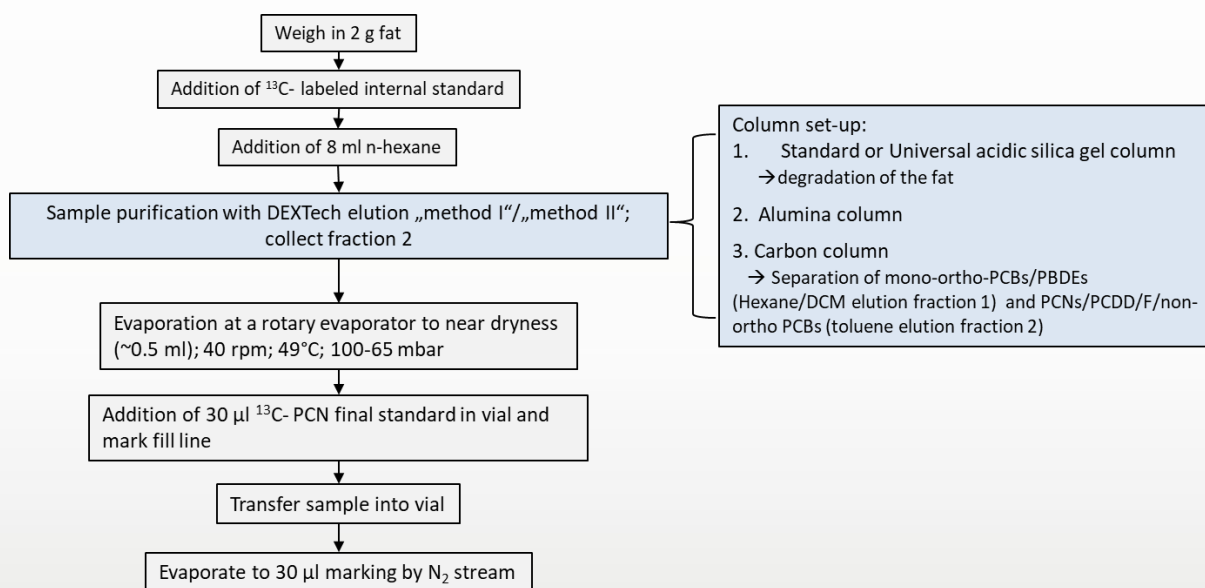 Weigh in 2 g fat
Addition of ¹³C- labeled internal standard
Addition of 8 ml n-hexane
Sample purification with DEXTech elution „method I“/„method II“;
collect fraction 2
Column set-up:
1. Standard or Universal acidic silica gel column
→degradation of the fat
2. Alumina column
3. Carbon column
→ Separation of mono-ortho-PCBs/PBDEs
(Hexane/DCM elution fraction 1) and PCNs/PCDD/F/non-
ortho PCBs (toluene elution fraction 2)
Evaporation at a rotary evaporator to near dryness
(~0.5 ml); 40 rpm; 49°C; 100-65 mbar
Addition of 30 µl ¹³C- PCN final standard in vial and
mark fill line
Transfer sample into vial
Evaporate to 30 µl marking by N₂ stream